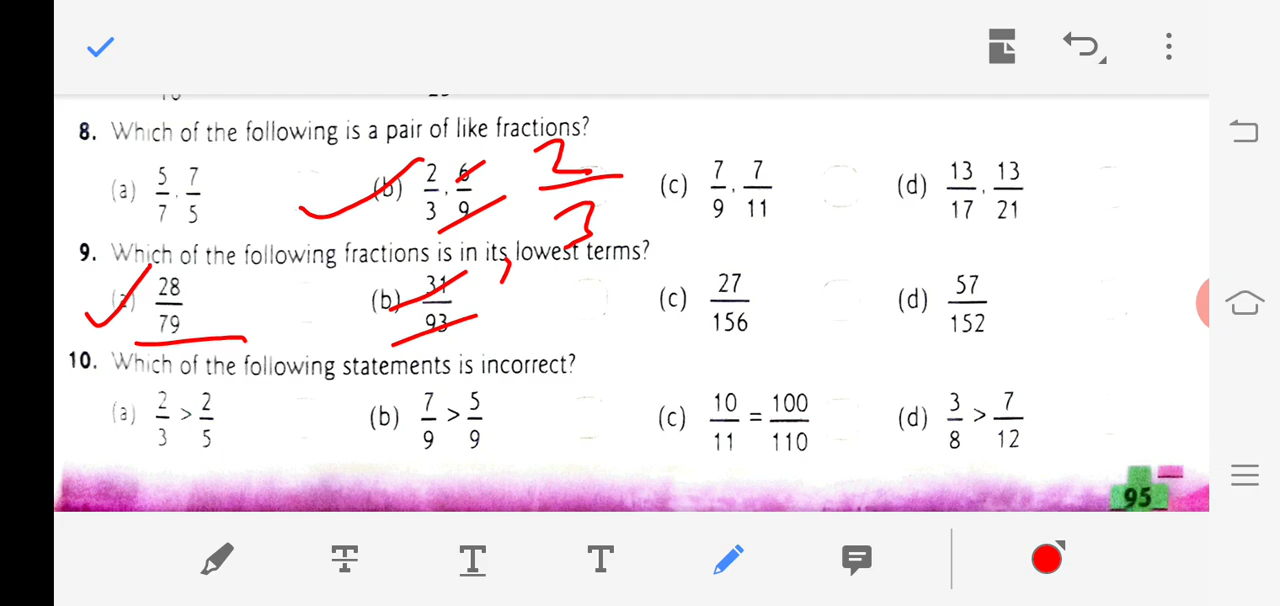 8. Which of the following is a pair of like fractions?
(a) 5/7, 7/5 (b) 2/3, 6/9 (c) 7/9, 7/11 (d) 13/17, 13/21
2/3
9. Which of the following fractions is in its lowest terms?
(a) 28/79 (b) 31/93 (c) 27/156 (d) 57/152
10. Which of the following statements is incorrect?
(a) 2/3 > 2/5 (b) 7/9 > 5/9 (c) 10/11 = 100/110 (d) 3/8 > 7/12
95
T T T